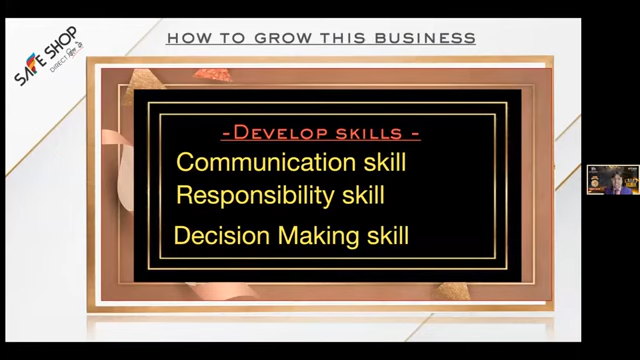 SAFE SHOP
HOW TO GROW THIS BUSINESS
-DEVELOP SKILLS -
Communication skill
Responsibility skill
Decision Making skill